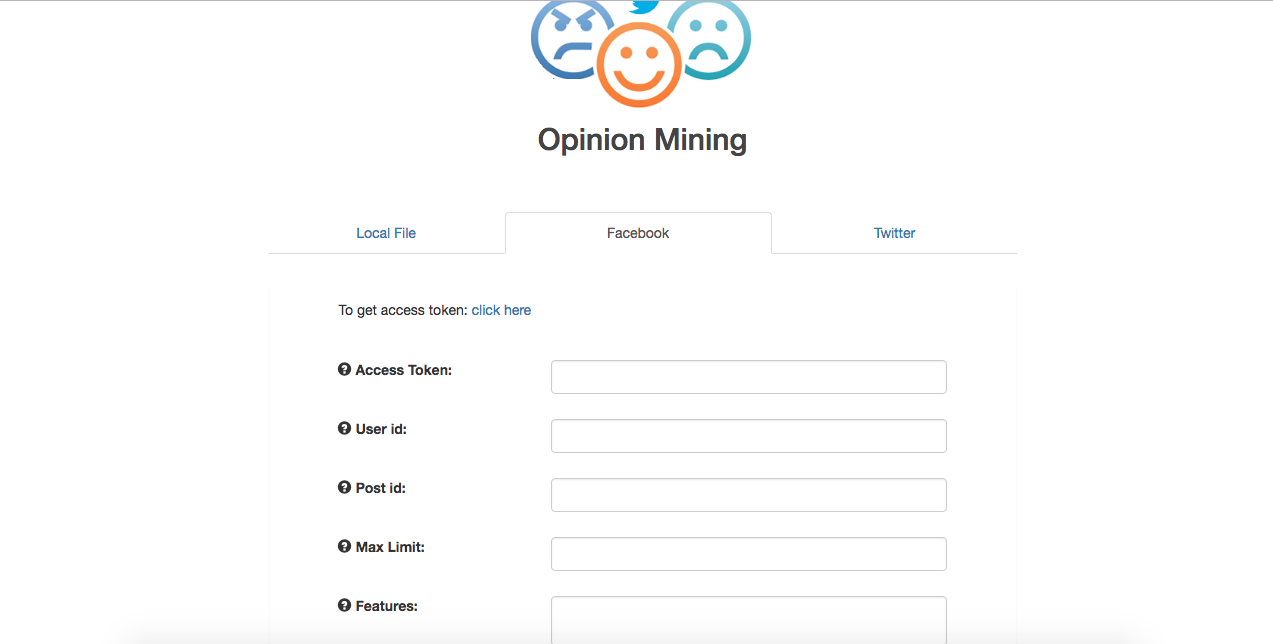 Opinion Mining
Local File
Facebook
Twitter
To get access token: click here
Access Token:
User id:
Post id:
Max Limit:
Features: